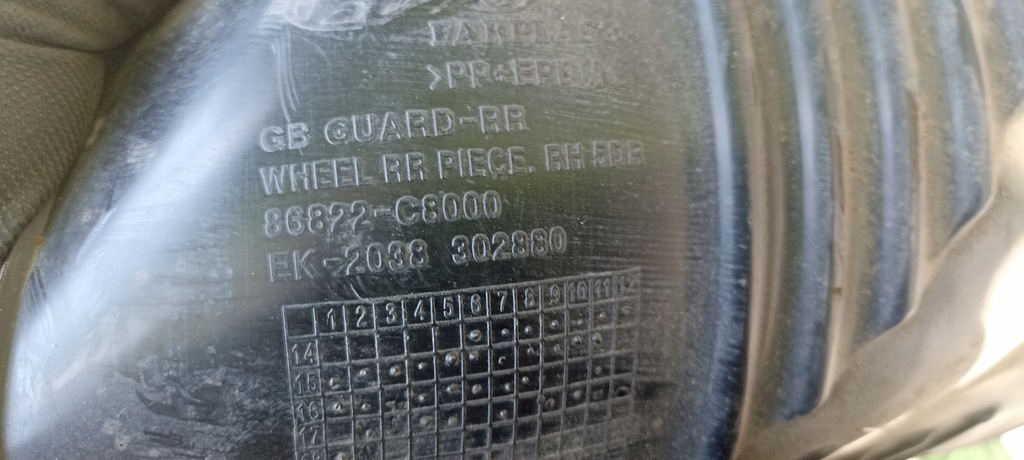 >PP+EPDM<
GB GUARD-RR
WHEEL RR PIECE. RH 5DR
86822-C8000
EK-2038 302880
1 2 3 4 5 6 7 8 9 10 11 12
14
15
16
17